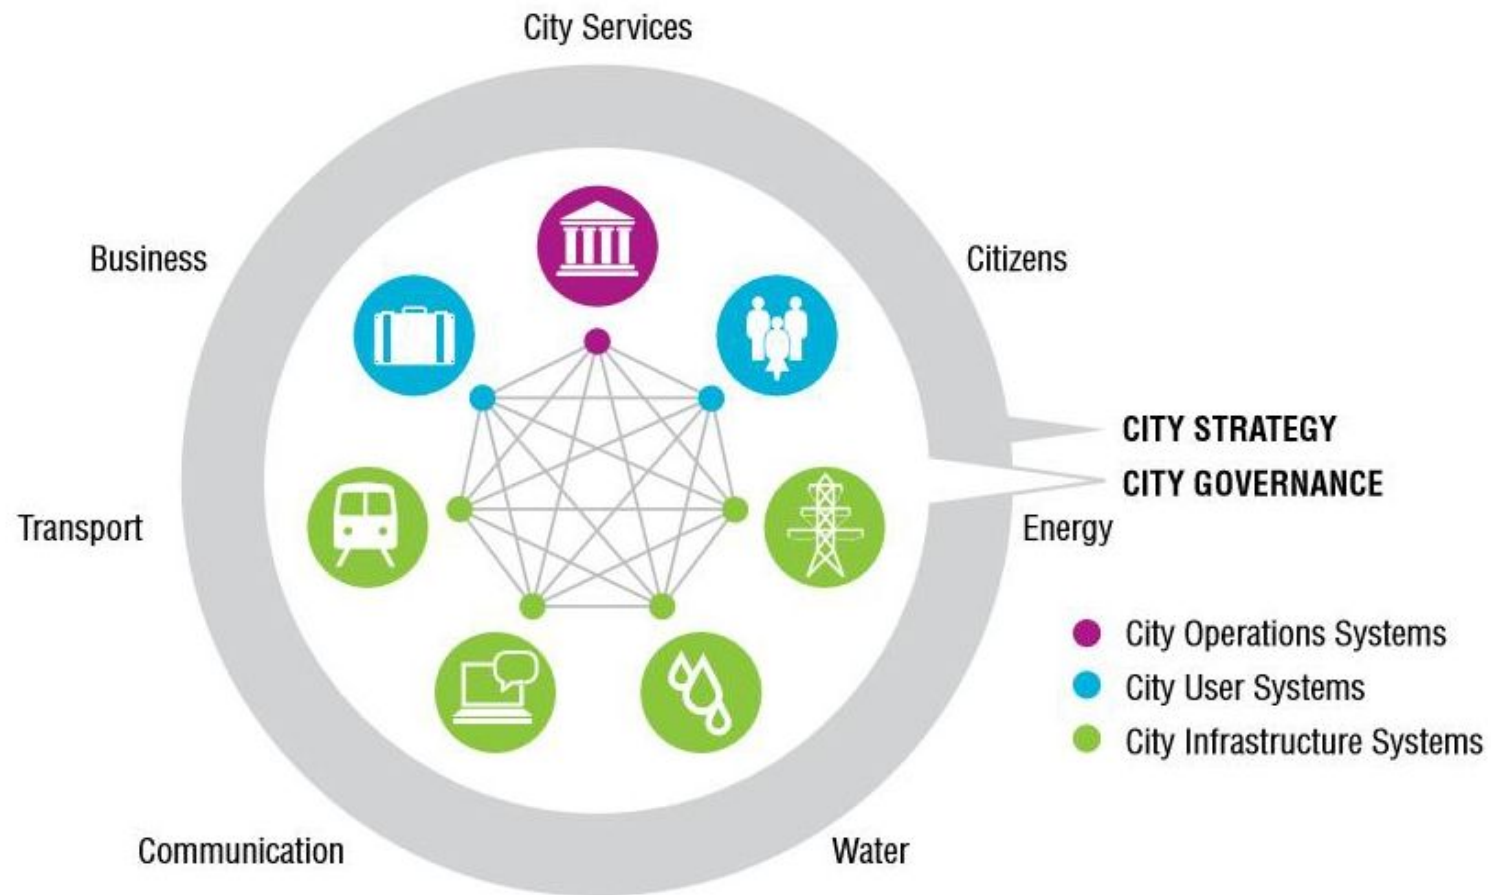 City Services
Business
Citizens
CITY STRATEGY
CITY GOVERNANCE
Transport
Energy
City Operations Systems
City User Systems
City Infrastructure Systems
Communication
Water